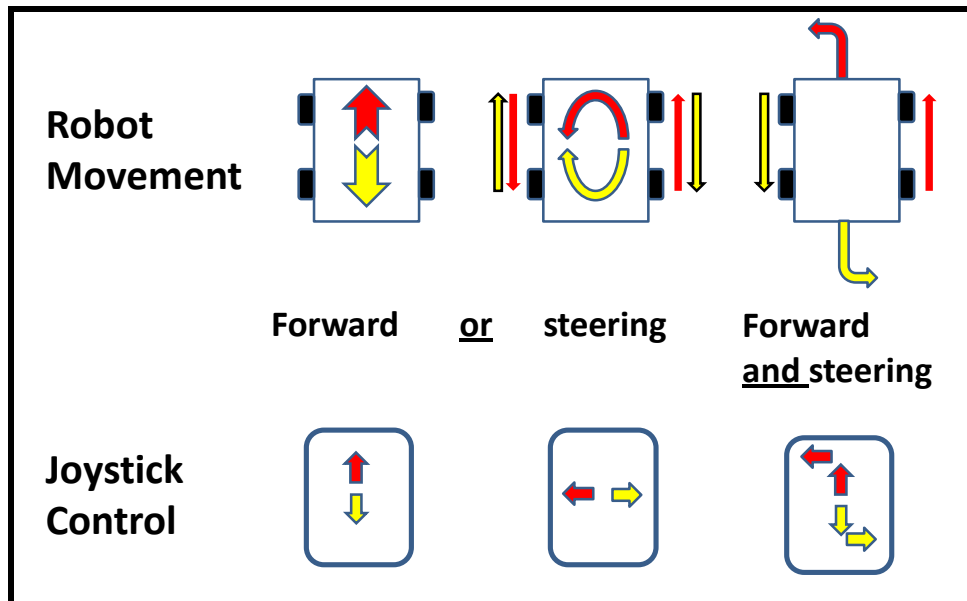 Robot
Movement
Forward or steering
Forward
and steering
Joystick
Control